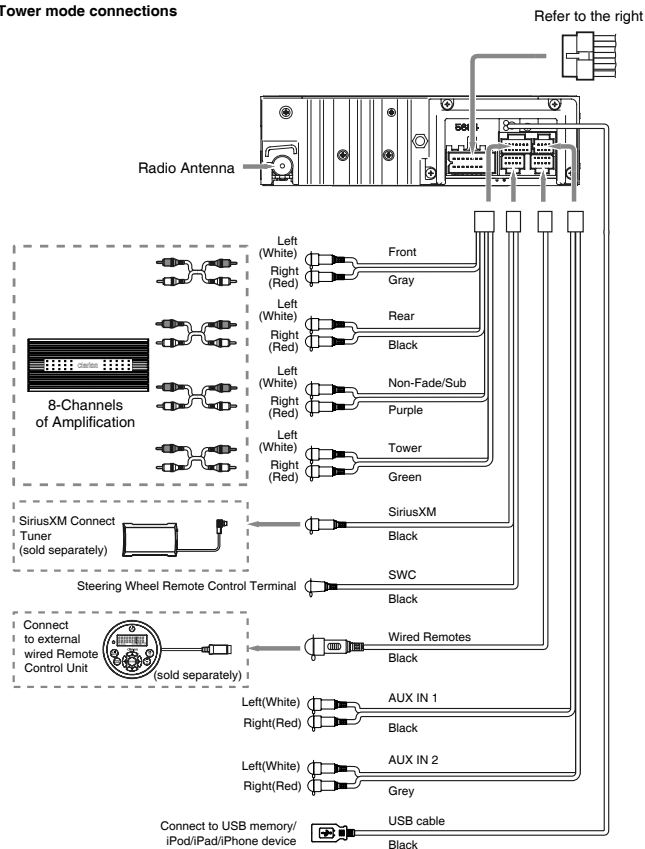 Tower mode connections
Refer to the right
Radio Antenna
Left
(White)
Front
Right
(Red)
Gray
Left
(White)
Rear
Right
(Red)
Black
Clarion
8-Channels
of Amplification
Left
(White)
Non-Fade/Sub
Right
(Red)
Purple
Left
(White)
Tower
Right
(Red)
Green
SiriusXM Connect
Tuner
(sold separately)
SiriusXM
Black
Steering Wheel Remote Control Terminal
SWC
Black
Connect
to external
wired Remote
Control Unit
(sold separately)
Wired Remotes
Black
Left(White)
AUX IN 1
Right(Red)
Black
Left(White)
AUX IN 2
Right(Red)
Grey
Connect to USB memory/
iPod/iPad/iPhone device
USB cable
Black